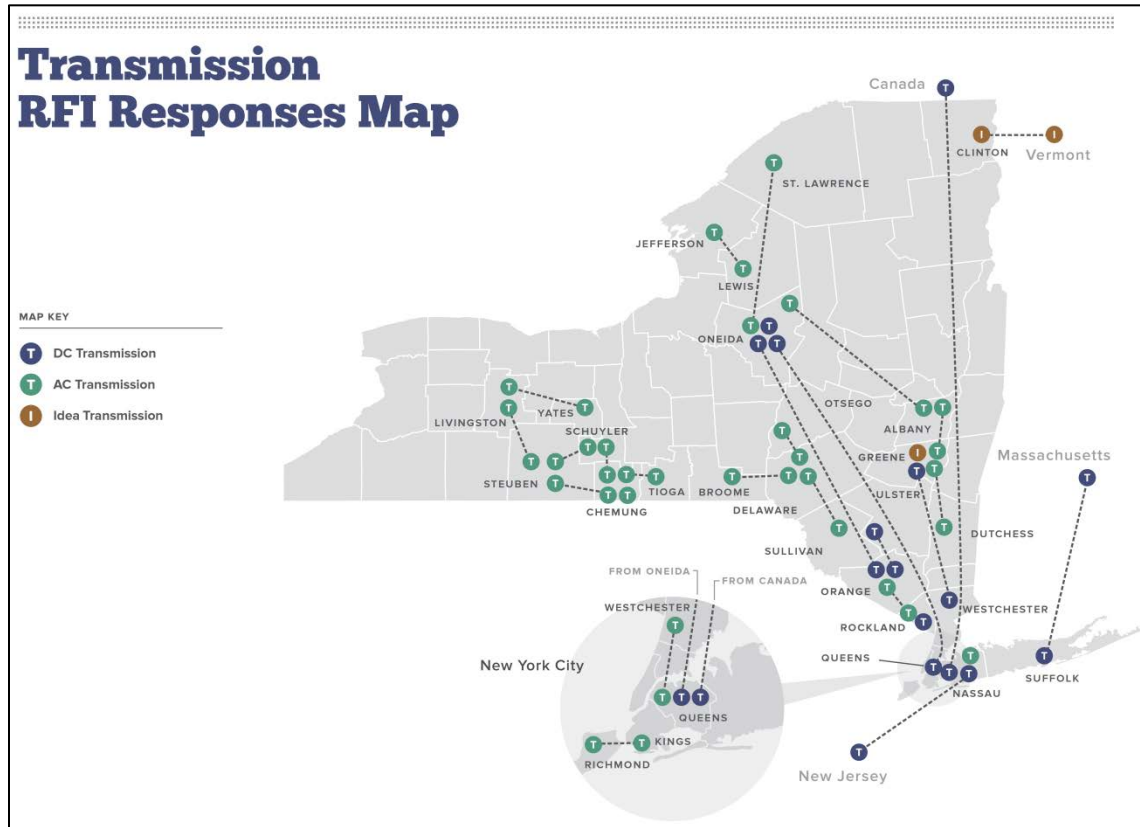 Transmission
RFI Responses Map
Canada
T
I
I
CLINTON
Vermont
T
ST. LAWRENCE
T
JEFFERSON
T
LEWIS
T
MAP KEY
T DC Transmission
T AC Transmission
I Idea Transmission
T T
ONEIDA
T T
T
T
YATES
T
LIVINGSTON
OTSEGO
T T
ALBANY
T
SCHUYLER
T T
T
T
STEUBEN
T
T T
T
TIOGA
T T
CHEMUNG
T
BROOME
T
T
T T
DELAWARE
GREENE
I
T
T
T
ULSTER
Massachusetts
T
T
SULLIVAN
T
T
DUTCHESS
T T
ORANGE
T
T
WESTCHESTER
ROCKLAND
T
T
FROM ONEIDA
FROM CANADA
WESTCHESTER
T
New York City
T T T
QUEENS
T
T
KINGS
RICHMOND
QUEENS
T T T
T
NASSAU
T
SUFFOLK
T
New Jersey